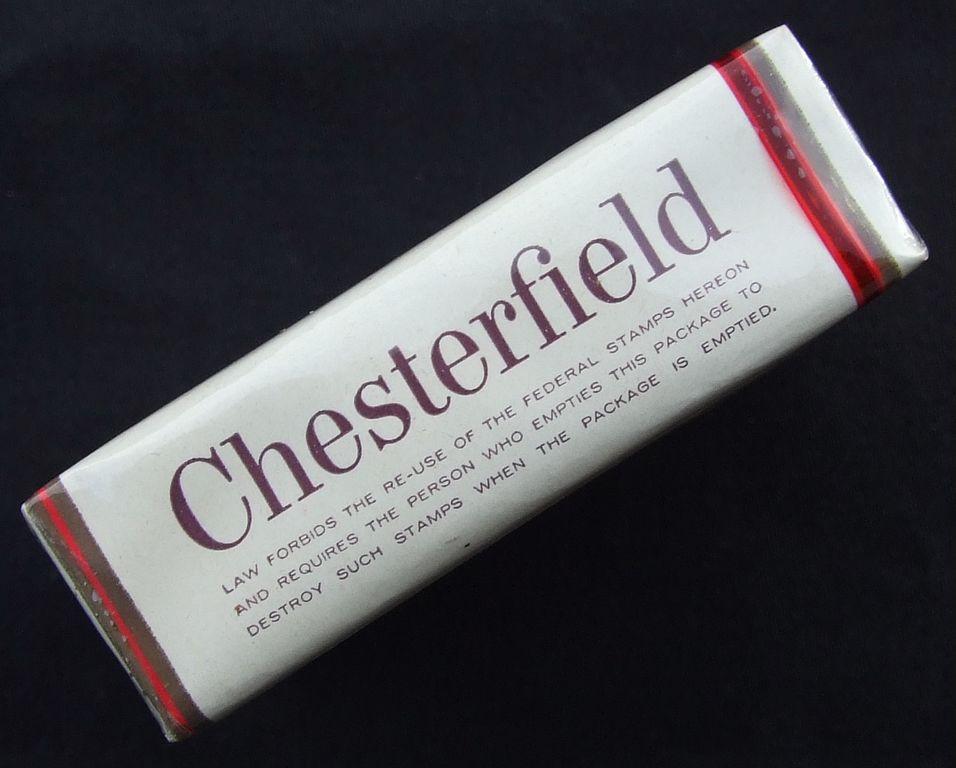 Chesterfield
LAW FORBIDS THE RE-USE OF THE FEDERAL STAMPS HEREON
AND REQUIRES THE PERSON WHO EMPTIES THIS PACKAGE TO
DESTROY SUCH STAMPS WHEN THE PACKAGE IS EMPTIED.